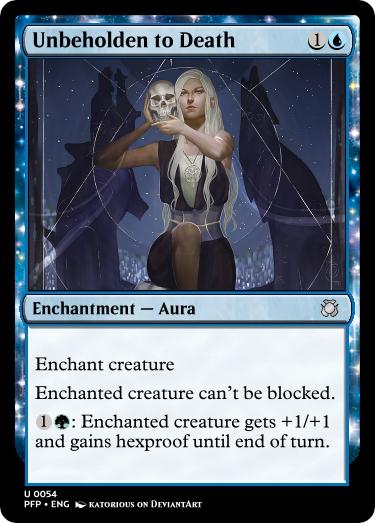 Unbeholden to Death 1
Enchantment — Aura
Enchant creature
Enchanted creature can't be blocked.
1 : Enchanted creature gets +1/+1
and gains hexproof until end of turn.
U 0054
PFP • ENG KATORIOUS ON DEVIANTART